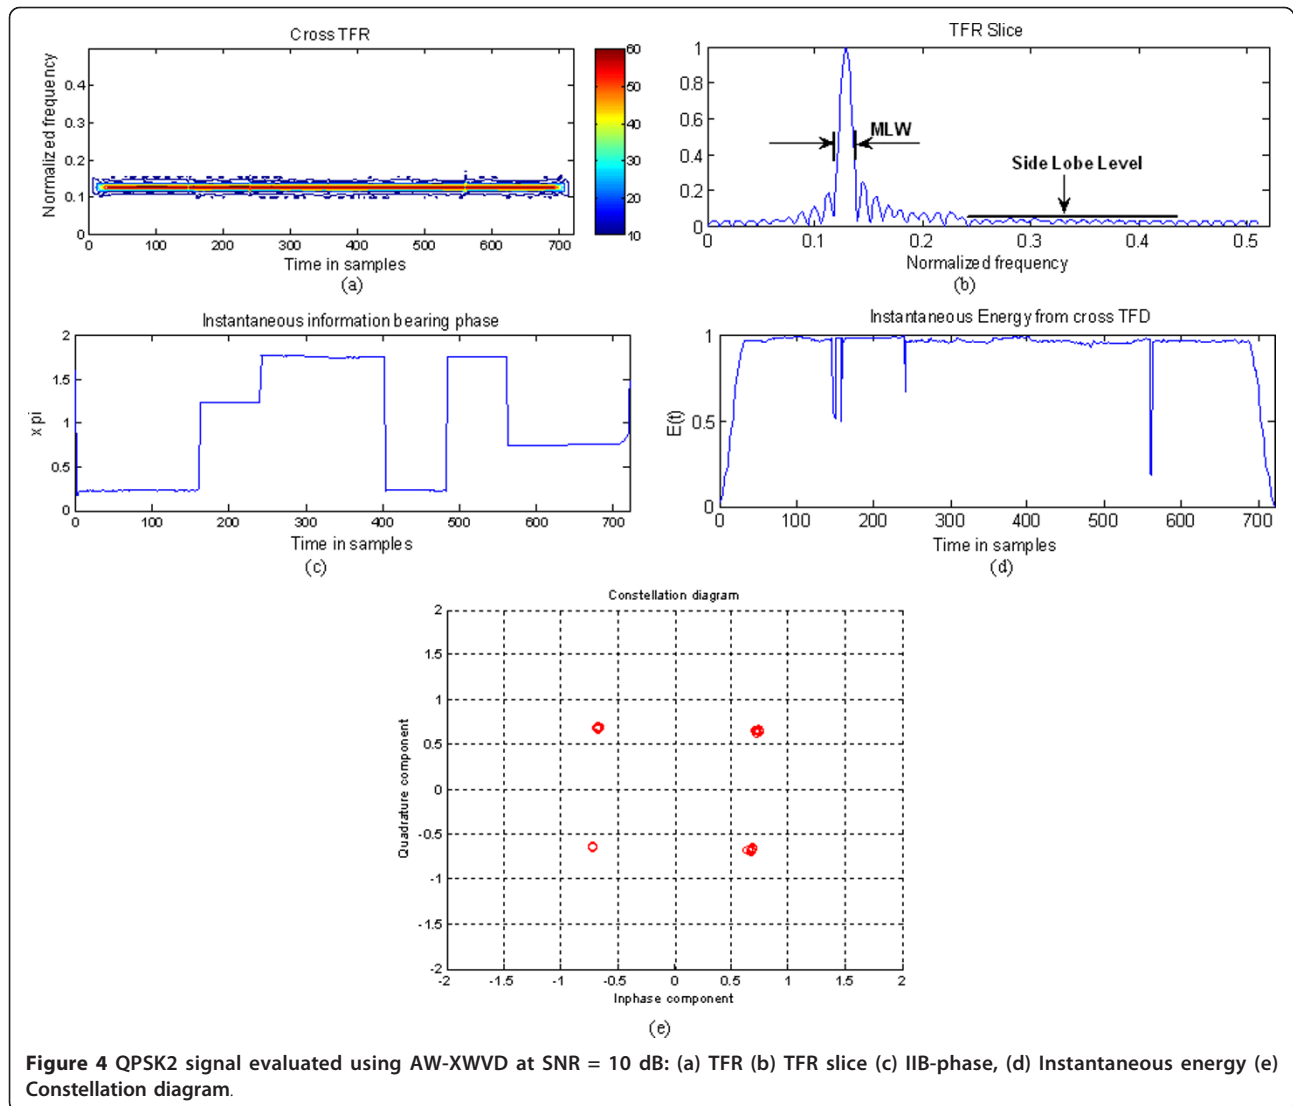 Cross TFR
Normalized frequency
0.4
0.3
0.2
0.1
0
0 100 200 300 400 500 600 700
Time in samples
(a)
60
50
40
30
20
10
TFR Slice
1
0.8
0.6
0.4
0.2
0
MLW
Side Lobe Level
0 0.1 0.2 0.3 0.4 0.5
Normalized frequency
(b)
Instantaneous information bearing phase
x pi
2
1.5
1
0.5
0
0 100 200 300 400 500 600 700
Time in samples
(c)
Instantaneous Energy from cross TFD
E(t)
1
0.5
0
0 100 200 300 400 500 600 700
Time in samples
(d)
Constellation diagram
Quadrature component
2
1.5
1
0.5
0
-0.5
-1
-1.5
-2
-2 -1.5 -1 -0.5 0 0.5 1 1.5 2
Inphase component
(e)
Figure 4 QPSK2 signal evaluated using AW-XWVD at SNR = 10 dB: (a) TFR (b) TFR slice (c) IIB-phase, (d) Instantaneous energy (e)
Constellation diagram.